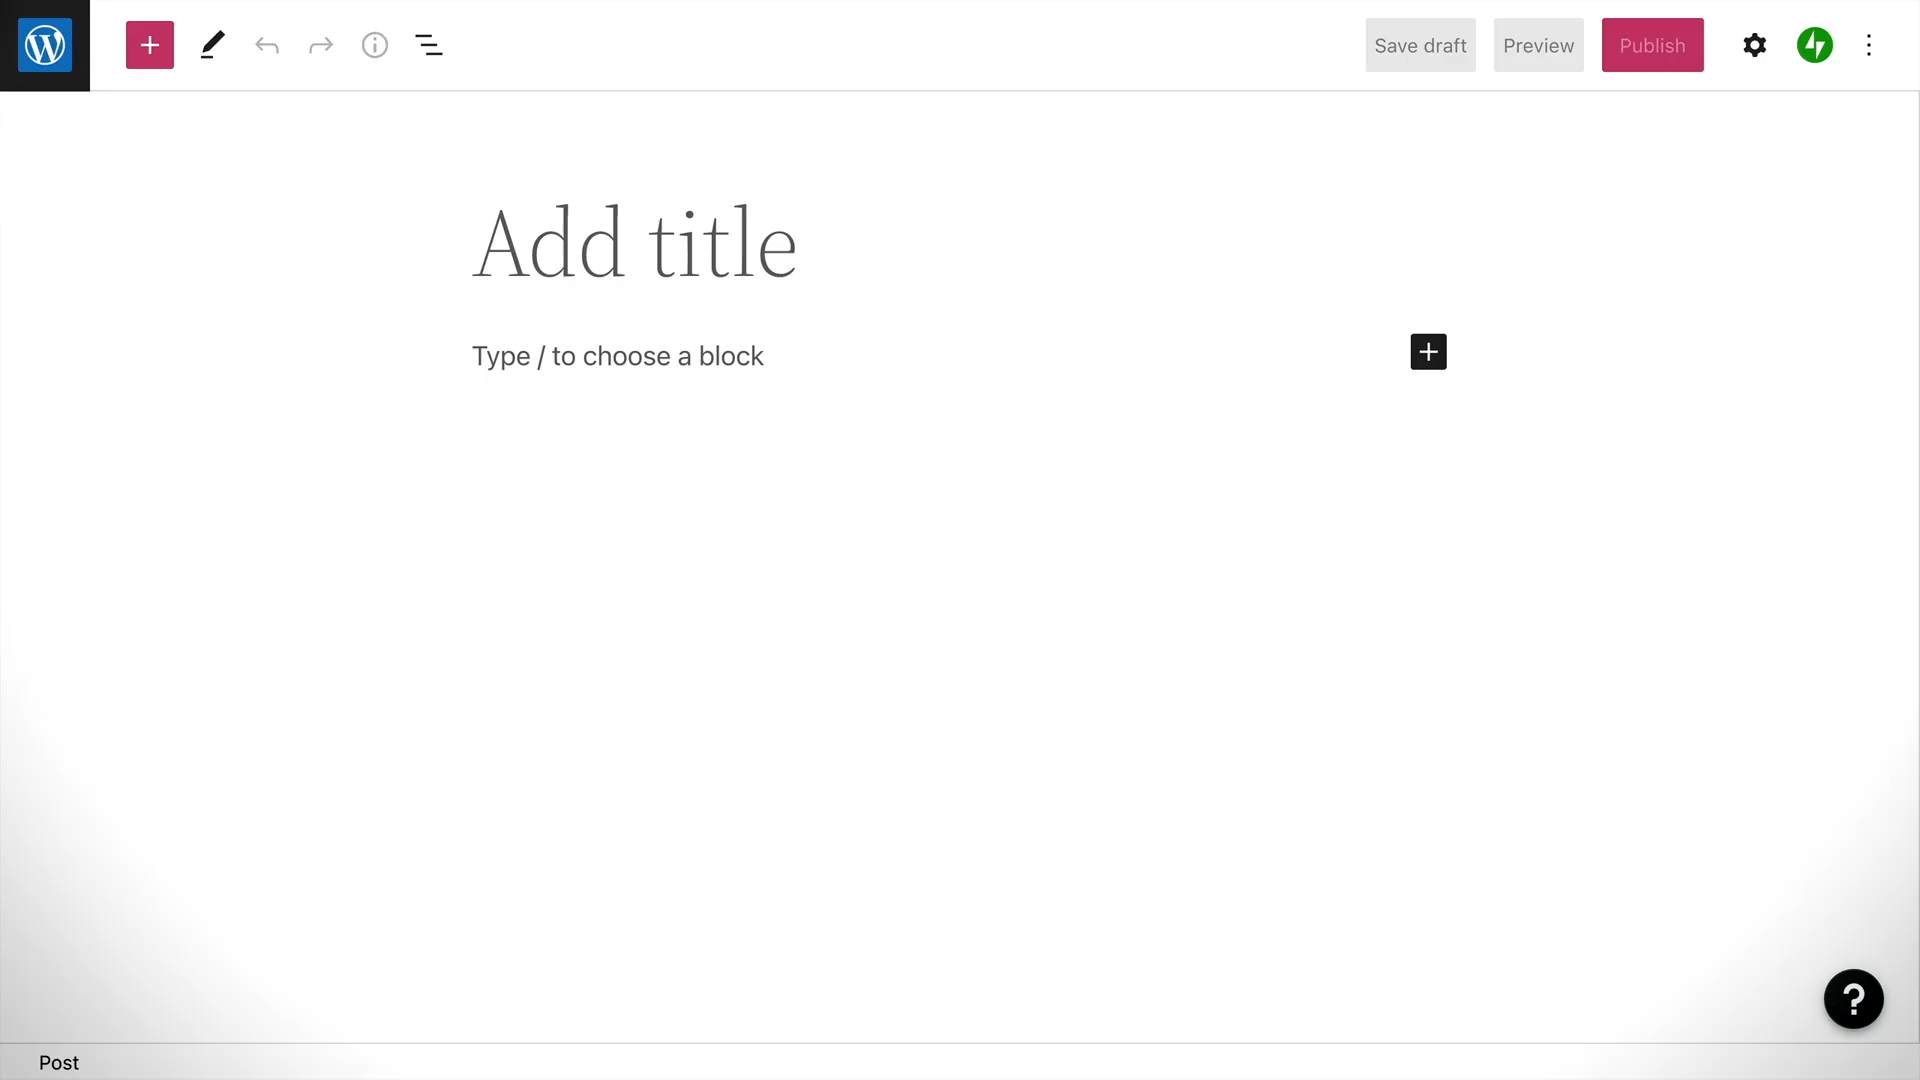 Save draft Preview Publish
Add title
Type / to choose a block
Post